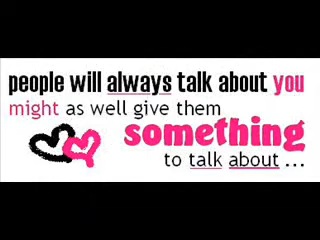 people will always talk about you
might as well give them
something
to talk about ...